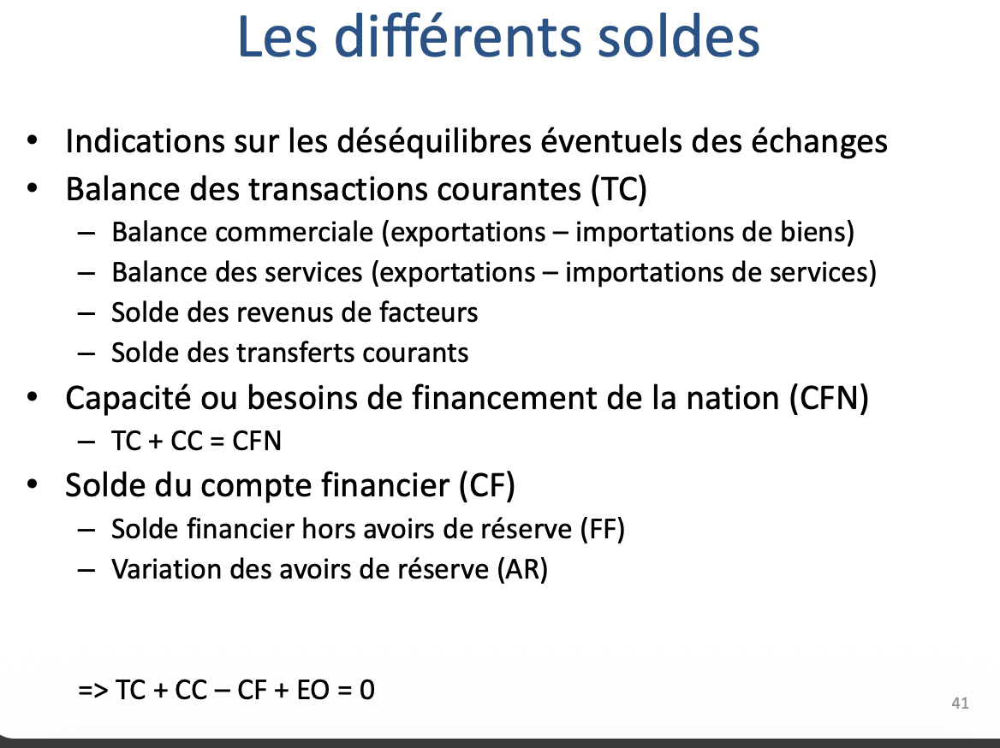 Les différents soldes
• Indications sur les déséquilibres éventuels des échanges
• Balance des transactions courantes (TC)
– Balance commerciale (exportations – importations de biens)
– Balance des services (exportations – importations de services)
– Solde des revenus de facteurs
– Solde des transferts courants
• Capacité ou besoins de financement de la nation (CFN)
– TC + CC = CFN
• Solde du compte financier (CF)
– Solde financier hors avoirs de réserve (FF)
– Variation des avoirs de réserve (AR)
=> TC + CC – CF + EO = 0
41